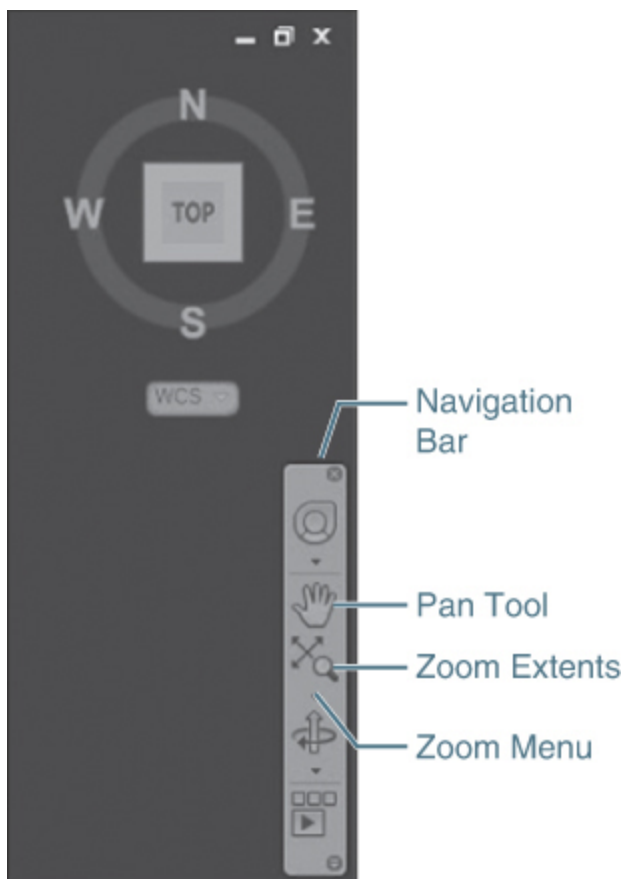 N
W
TOP
E
S
WCS
Navigation
Bar
Pan Tool
Zoom Extents
Zoom Menu